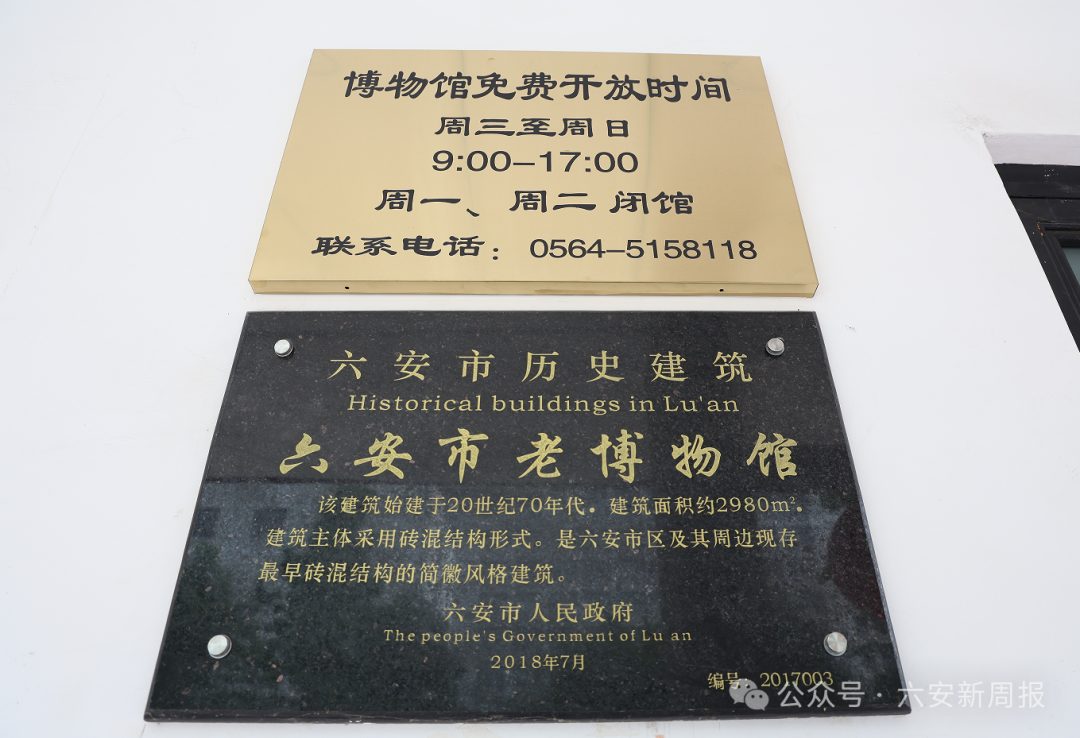 博物馆免费开放时间
周三至周日
9:00-17:00
周一、周二 闭馆
联系电话：0564-5158118
六安市历史建筑
Historical buildings in Lu'an
六安市老博物馆
该建筑始建于20世纪70年代。建筑面积约2980m²。
建筑主体采用砖混结构形式。是六安市区及其周边现存
最早砖混结构的简徽风格建筑。
六安市人民政府
The people's Government of Lu an
2018年7月
编号：2017003
公众号·六安新周报